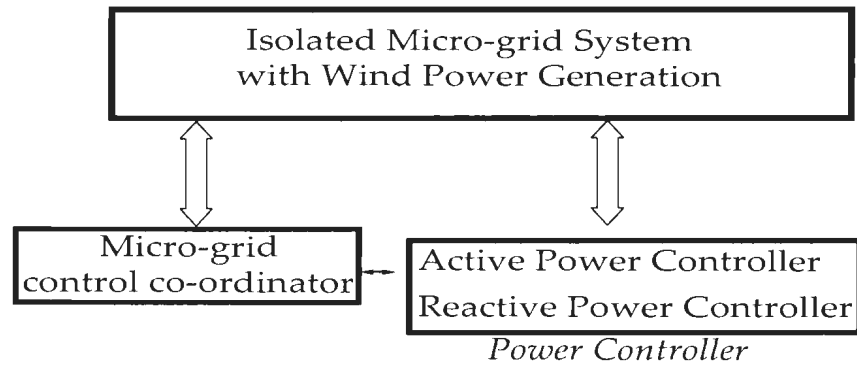 Isolated Micro-grid System
with Wind Power Generation
Micro-grid
control co-ordinator
Active Power Controller
Reactive Power Controller
Power Controller